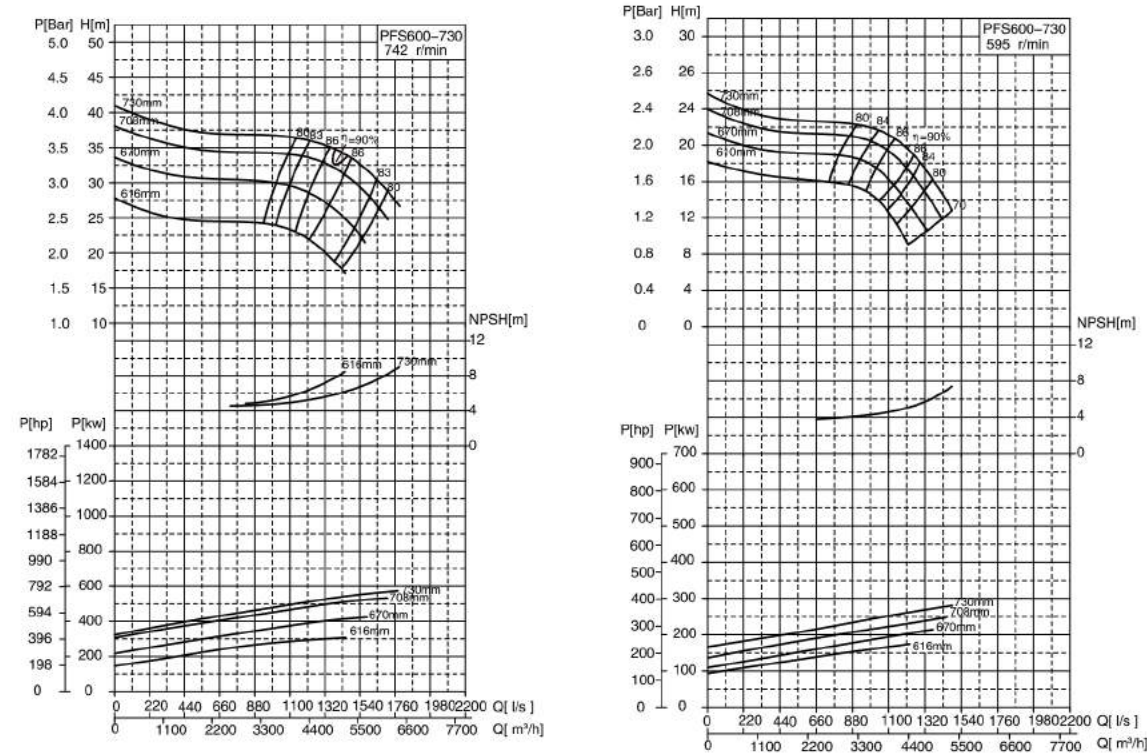 P[Bar] H[m]
PFS600-730
742 r/min
5.0 50
4.5 45
4.0 40
3.5 35
3.0 30
2.5 25
2.0 20
1.5 15
1.0 10
730mm
708mm
670mm
616mm
80 83 86 η=90%
86
83
80
NPSH[m]
12
8
4
0
616mm 730mm
P[hp] P[kw]
1782 1400
1584 1200
1386 1000
1188 800
990 600
792 400
594 200
396 0
198
0
730mm
708mm
670mm
616mm
0 220 440 660 880 1100 1320 1540 1760 1980 2200 Q[ l/s ]
0 1100 2200 3300 4400 5500 6600 7700 Q[ m³/h]
P[Bar] H[m]
PFS600-730
595 r/min
3.0 30
2.6 26
2.4 24
2.0 20
1.6 16
1.2 12
0.8 8
0.4 4
0 0
730mm
708mm
670mm
610mm
80 84 86 η=90%
86
84
80
70
NPSH[m]
12
8
4
0
P[hp] P[kw]
900 700
800 600
700 500
600 400
500 300
400 200
300 100
200 0
100
0
730mm
708mm
670mm
616mm
0 220 440 660 880 1100 1320 1540 1760 1980 2200 Q[ l/s ]
0 1100 2200 3300 4400 5500 6600 7700 Q[ m³/h]